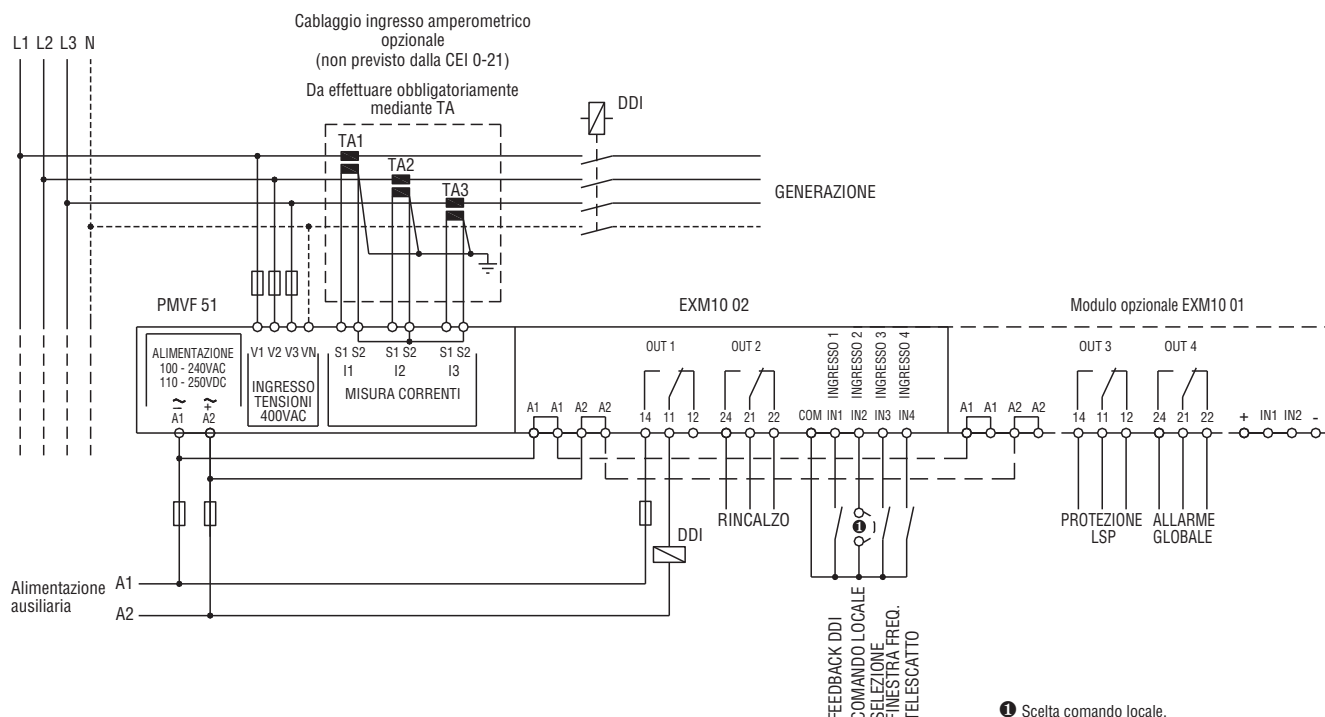 Cablaggio ingresso amperometrico
opzionale
(non previsto dalla CEI 0-21)
Da effettuare obbligatoriamente
mediante TA
L1 L2 L3 N
DDI
TA1
TA2
TA3
GENERAZIONE
PMVF 51
EXM10 02
Modulo opzionale EXM10 01
ALIMENTAZIONE
100 - 240VAC
110 - 250VDC
~ ~
- +
A1 A2
V1 V2 V3 VN
INGRESSO
TENSIONI
400VAC
S1 S2 S1 S2 S1 S2
I1 I2 I3
MISURA CORRENTI
OUT 1
OUT 2
INGRESSO 1
INGRESSO 2
INGRESSO 3
INGRESSO 4
OUT 3
OUT 4
A1 A1 A2 A2
14 11 12
24 21 22
COM IN1 IN2 IN3 IN4
A1 A1 A2 A2
14 11 12
24 21 22
+ IN1 IN2 -
RINCALZO
❶
PROTEZIONE
LSP
ALLARME
GLOBALE
DDI
Alimentazione
ausiliaria
A1
A2
FEEDBACK DDI
COMANDO LOCALE
SELEZIONE
FINESTRA FREQ.
TELESCATTO
❶ Scelta comando locale.